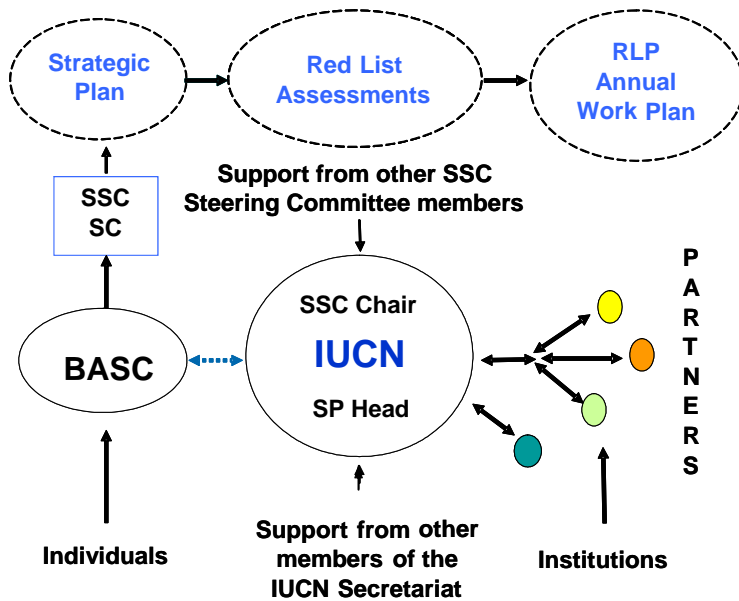 Strategic
Plan
Red List
Assessments
RLP
Annual
Work Plan
SSC
SC
Support from other SSC
Steering Committee members
BASC
SSC Chair
IUCN
SP Head
PARTNERS
Individuals
Support from other
members of the
IUCN Secretariat
Institutions